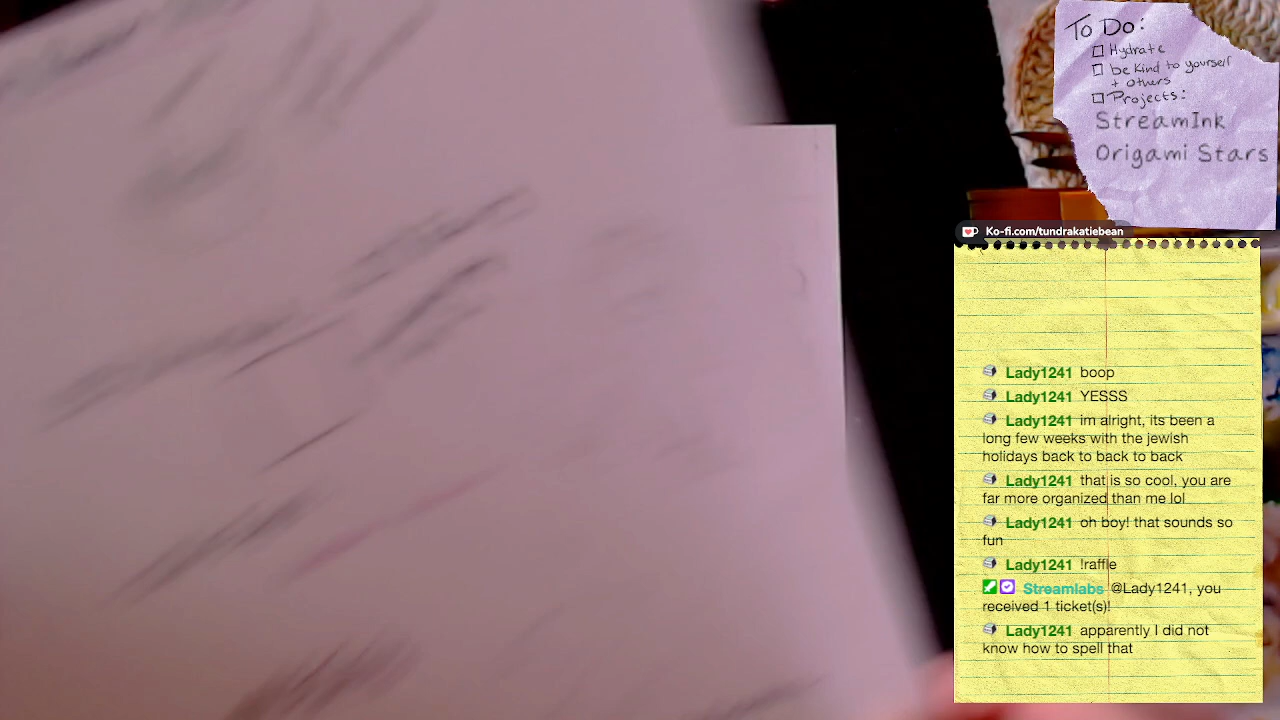 To Do:
Hydrate
be kind to yourself
+ others
Projects:
StreamInk
Origami Stars
Ko-fi.com/tundrakatiebean
Lady1241 boop
Lady1241 YESSS
Lady1241 im alright, its been a
long few weeks with the jewish
holidays back to back to back
Lady1241 that is so cool, you are
far more organized than me lol
Lady1241 oh boy! that sounds so
fun
Lady1241 !raffle
Streamlabs @Lady1241, you
received 1 ticket(s)!
Lady1241 apparently I did not
know how to spell that